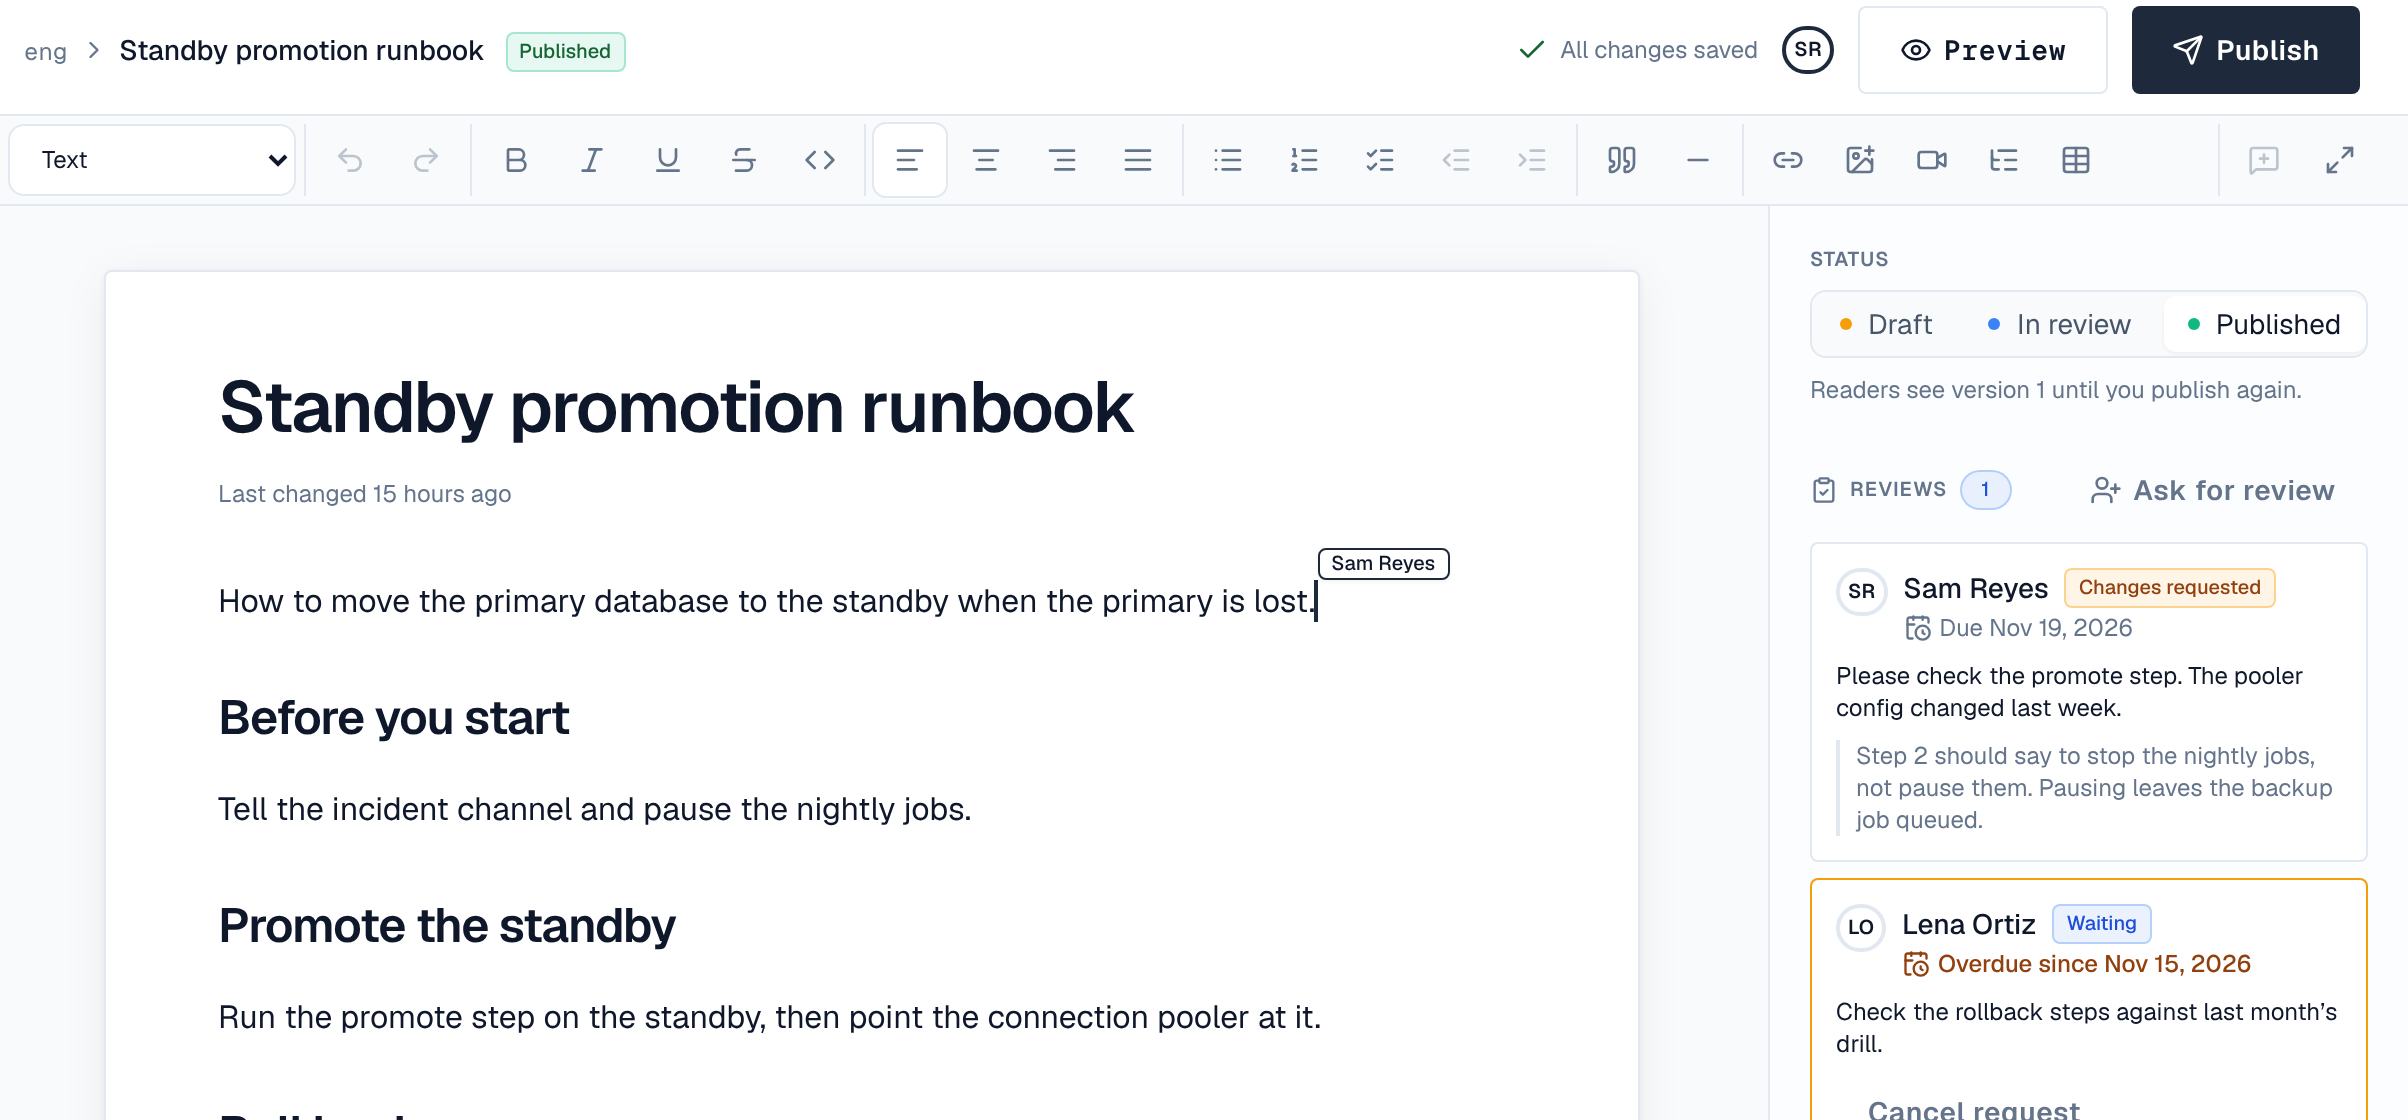 eng > Standby promotion runbook Published
All changes saved SR Preview Publish
Text
STATUS
Draft In review Published
Readers see version 1 until you publish again.
REVIEWS 1 Ask for review
SR Sam Reyes Changes requested
Due Nov 19, 2026
Please check the promote step. The pooler
config changed last week.
Step 2 should say to stop the nightly jobs,
not pause them. Pausing leaves the backup
job queued.
LO Lena Ortiz Waiting
Overdue since Nov 15, 2026
Check the rollback steps against last month’s
drill.
Cancel request
Standby promotion runbook
Last changed 15 hours ago
Sam Reyes
How to move the primary database to the standby when the primary is lost.
Before you start
Tell the incident channel and pause the nightly jobs.
Promote the standby
Run the promote step on the standby, then point the connection pooler at it.